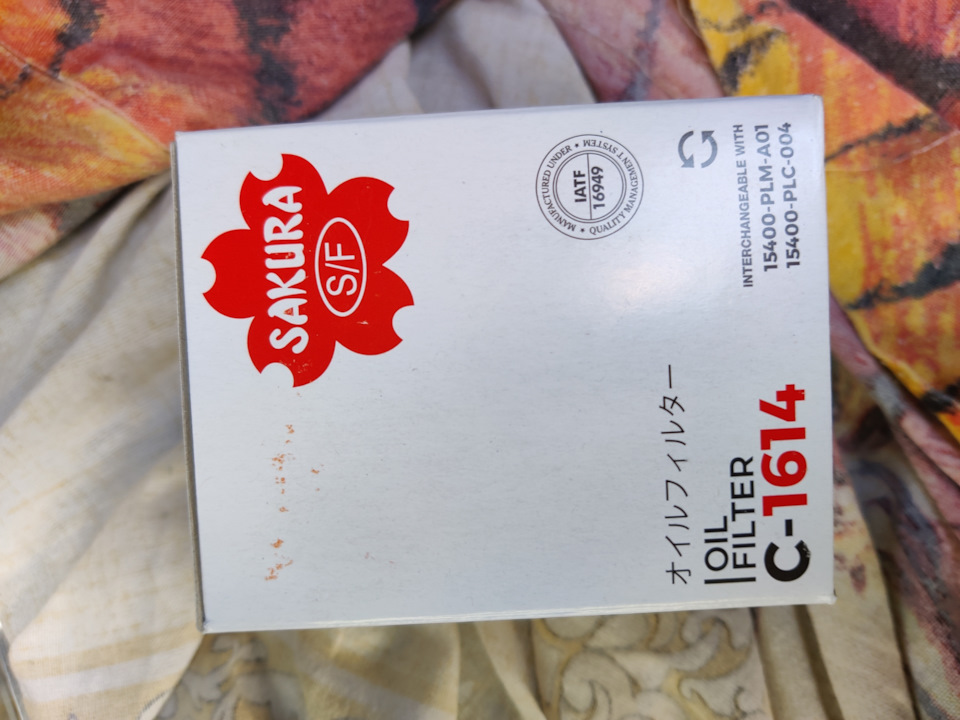 SAKURA
S/F
MANUFACTURED UNDER • QUALITY MANAGEMENT SYSTEM •
IATF
16949
INTERCHANGEABLE WITH
15400-PLM-A01
15400-PLC-004
オイルフィルター
OIL
FILTER
C-1614